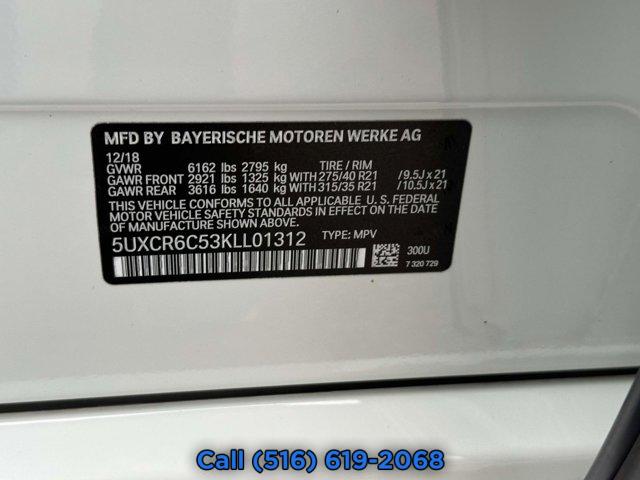 MFD BY BAYERISCHE MOTOREN WERKE AG
12/18 TIRE / RIM
GVWR 6162 lbs 2795 kg
GAWR FRONT 2921 lbs 1325 kg WITH 275/40 R21 /9.5J x 21
GAWR REAR 3616 lbs 1640 kg WITH 315/35 R21 /10.5J x 21
THIS VEHICLE CONFORMS TO ALL APPLICABLE U.S. FEDERAL
MOTOR VEHICLE SAFETY STANDARDS IN EFFECT ON THE
DATE OF MANUFACTURE SHOWN ABOVE.
5UXCR6C53KLL01312 TYPE: MPV
300U
7 320 729
Call (516) 619-2068